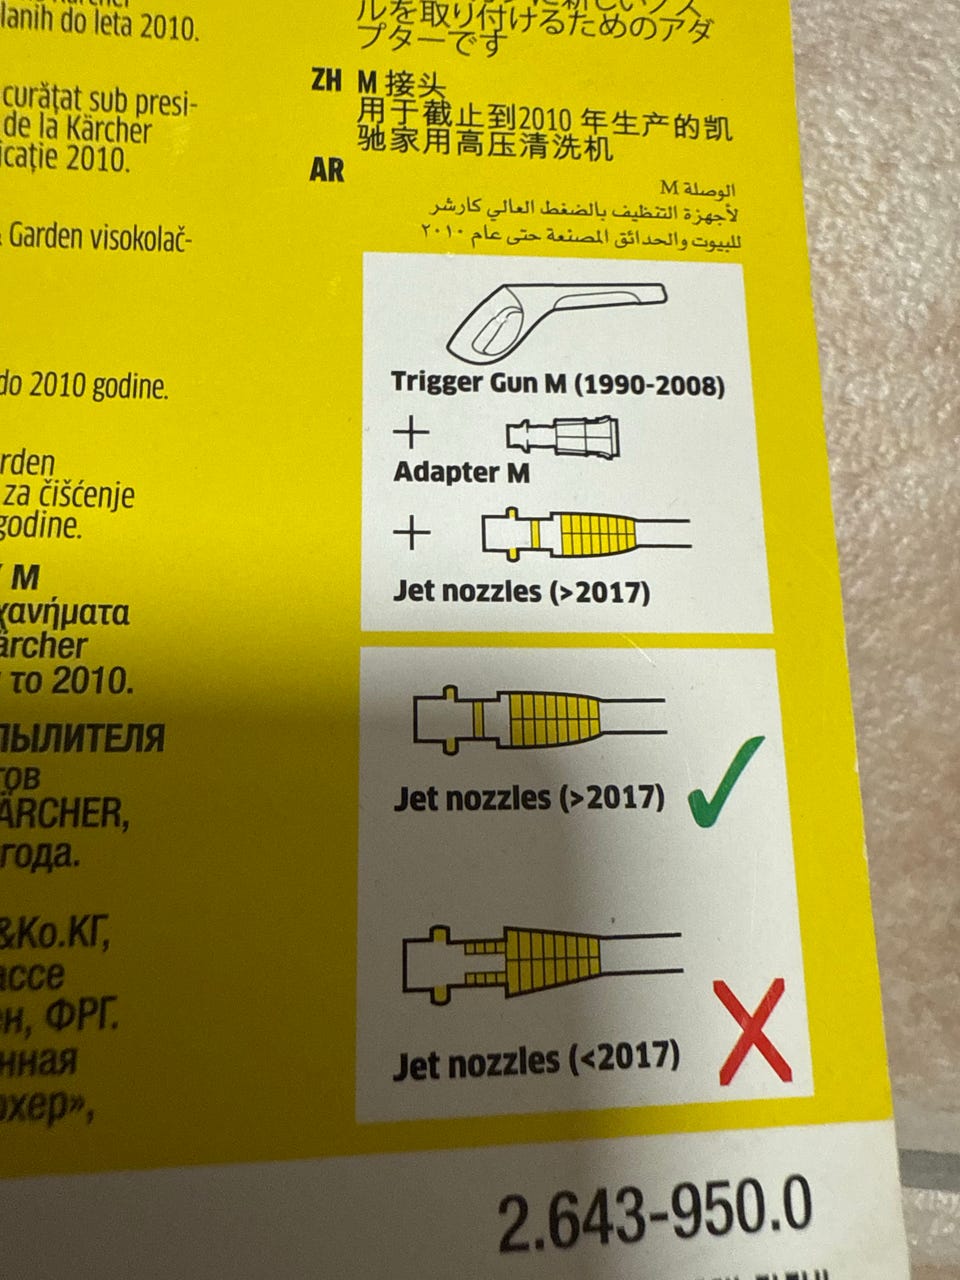 lanih do leta 2010.
curățat sub presi-
de la Kärcher
icație 2010.
Garden visokolač-
do 2010 godine.
rden
za čišćenje
godine.
M
χανήματα
ärcher
το 2010.
ПЫЛИТЕЛЯ
тов
ÄRCHER,
года.
&Ко.КГ,
ассе
ен, ФРГ.
нная
рхер»,
ルを取り付けるためのアダ
プターです
ZH M 接头
用于截止到2010 年生产的凯
驰家用高压清洗机
AR
الوصلة M
لأجهزة التنظيف بالضغط العالي كارشر
للبيوت والحدائق المصنعة حتى عام ٢٠١٠
Trigger Gun M (1990-2008)
+
Adapter M
+
Jet nozzles (>2017)
Jet nozzles (>2017)
Jet nozzles (<2017)
2.643-950.0